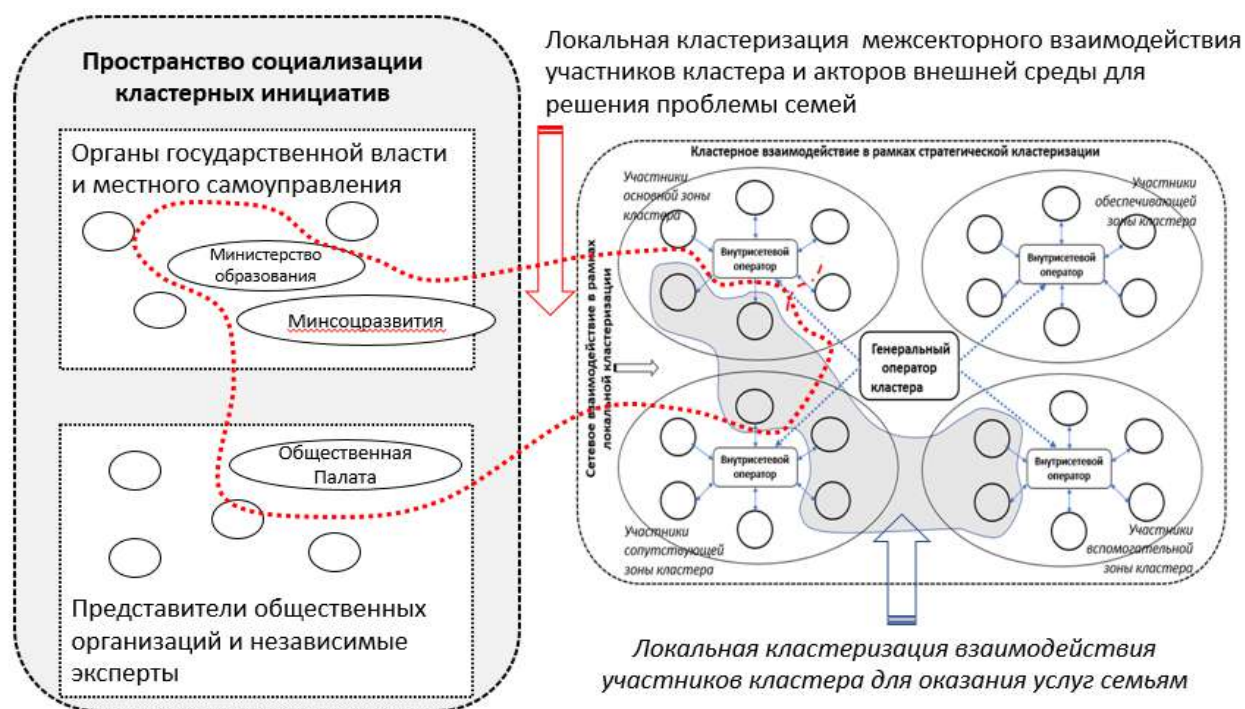 Пространство социализации
кластерных инициатив
Органы государственной власти
и местного самоуправления
Министерство
образования
Минсоцразвития
Общественная
Палата
Представители общественных
организаций и независимые
эксперты
Локальная кластеризация межсекторного взаимодействия
участников кластера и акторов внешней среды для
решения проблемы семей
Кластерное взаимодействие в рамках стратегической кластеризации
Сетевое взаимодействие в рамках
локальной кластеризации
Участники
основной зоны
кластера
Внутрисетевой
оператор
Участники
обеспечивающей
зоны кластера
Внутрисетевой
оператор
Генеральный
оператор
кластера
Внутрисетевой
оператор
Участники
сопутствующей
зоны кластера
Внутрисетевой
оператор
Участники
вспомогательной
зоны кластера
Локальная кластеризация взаимодействия
участников кластера для оказания услуг семьям